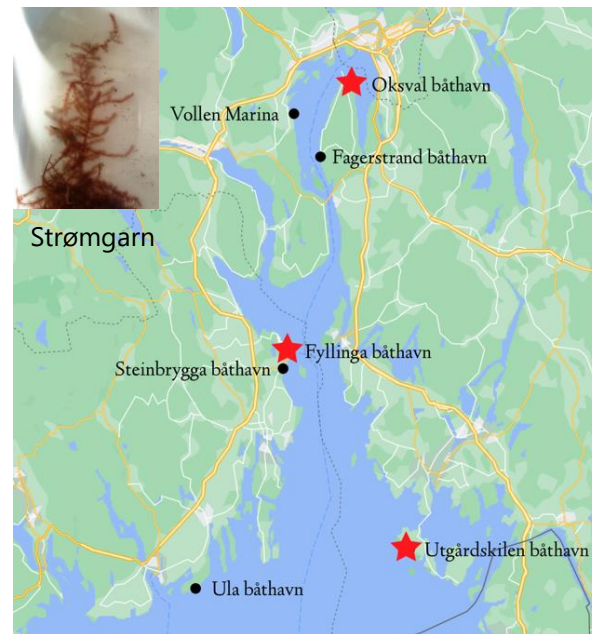 Oksval båthavn
Vollen Marina
Fagerstrand båthavn
Strømgarn
Fyllinga båthavn
Steinbrygga båthavn
Utgårdskilen båthavn
Ula båthavn